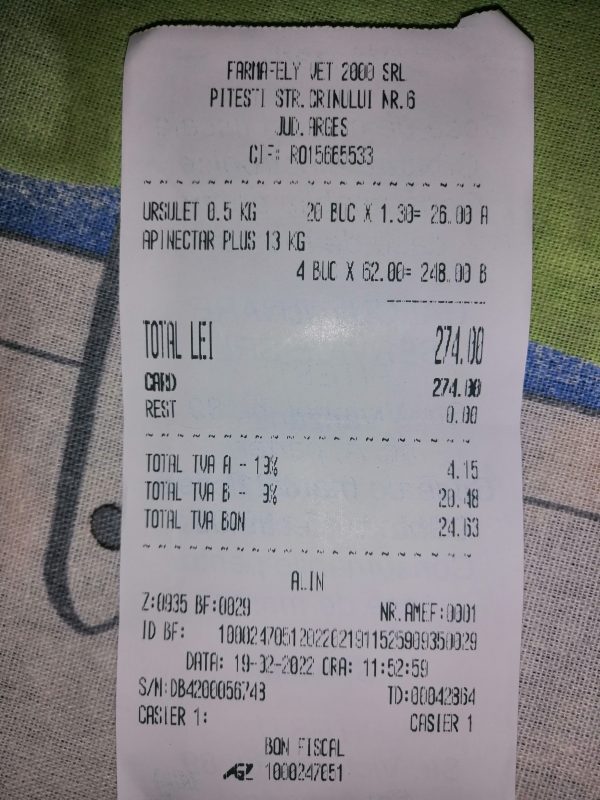 FARMAFELY VET 2000 SRL
PITESTI STR.CRINULUI NR.6
JUD.ARGES
CIF: RO15665533
URSULET 0.5 KG 20 BUC X 1.30= 26.00 A
APINECTAR PLUS 13 KG
4 BUC X 62.00= 248.00 B
TOTAL LEI 274.00
CARD 274.00
REST 0.00
TOTAL TVA A - 19% 4.15
TOTAL TVA B - 9% 20.48
TOTAL TVA BON 24.63
ALIN
Z:0935 BF:0029 NR.AMEF:0001
ID BF: 10002470512022021911525909350029
DATA: 19-02-2022 ORA: 11:52:59
S/N:DB4200056743 TD:00042864
CASIER 1: CASIER 1
BON FISCAL
1000247051